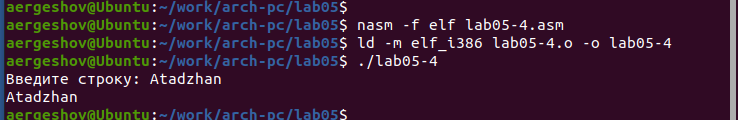 aergeshov@Ubuntu:~/work/arch-pc/lab05$
aergeshov@Ubuntu:~/work/arch-pc/lab05$ nasm -f elf lab05-4.asm
aergeshov@Ubuntu:~/work/arch-pc/lab05$ ld -m elf_i386 lab05-4.o -o lab05-4
aergeshov@Ubuntu:~/work/arch-pc/lab05$ ./lab05-4
Введите строку: Atadzhan
Atadzhan
aergeshov@Ubuntu:~/work/arch-pc/lab05$